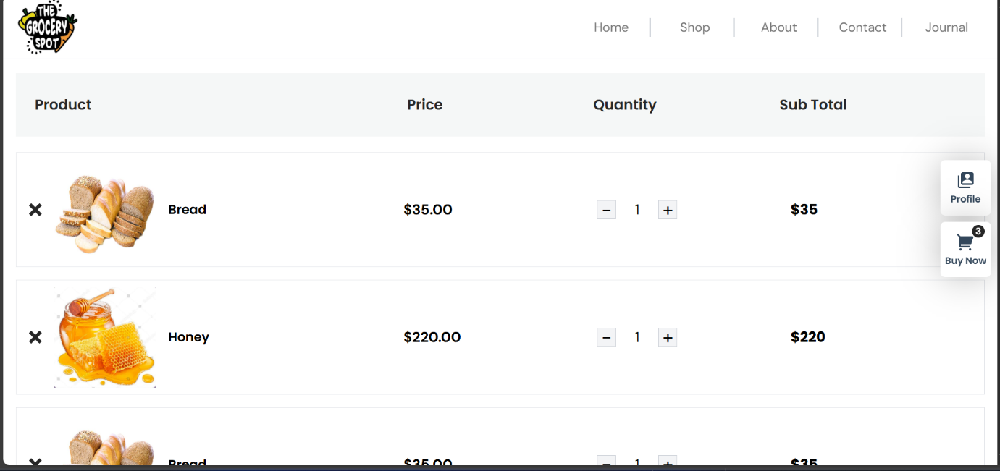 THE
GROCERY
SPOT
Home Shop About Contact Journal
Product Price Quantity Sub Total
Profile
Bread $35.00 − 1 + $35
3
Buy Now
Honey $220.00 − 1 + $220
Bread $35.00 − 1 + $35